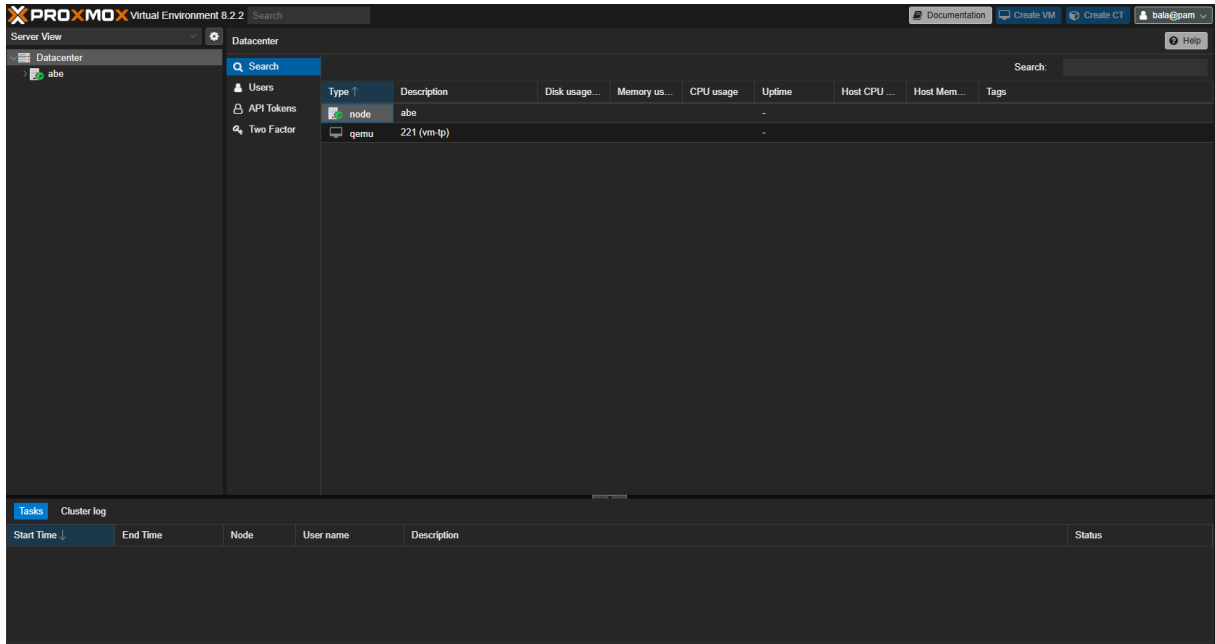 PROXMOX Virtual Environment 8.2.2 Search Documentation Create VM Create CT bala@pam
Server View Datacenter Help
Datacenter
abe
Search Search:
Users
API Tokens
Two Factor
Type ↑ Description Disk usage... Memory us... CPU usage Uptime Host CPU ... Host Mem... Tags
node abe -
qemu 221 (vm-tp) -
Tasks Cluster log
Start Time ↓ End Time Node User name Description Status